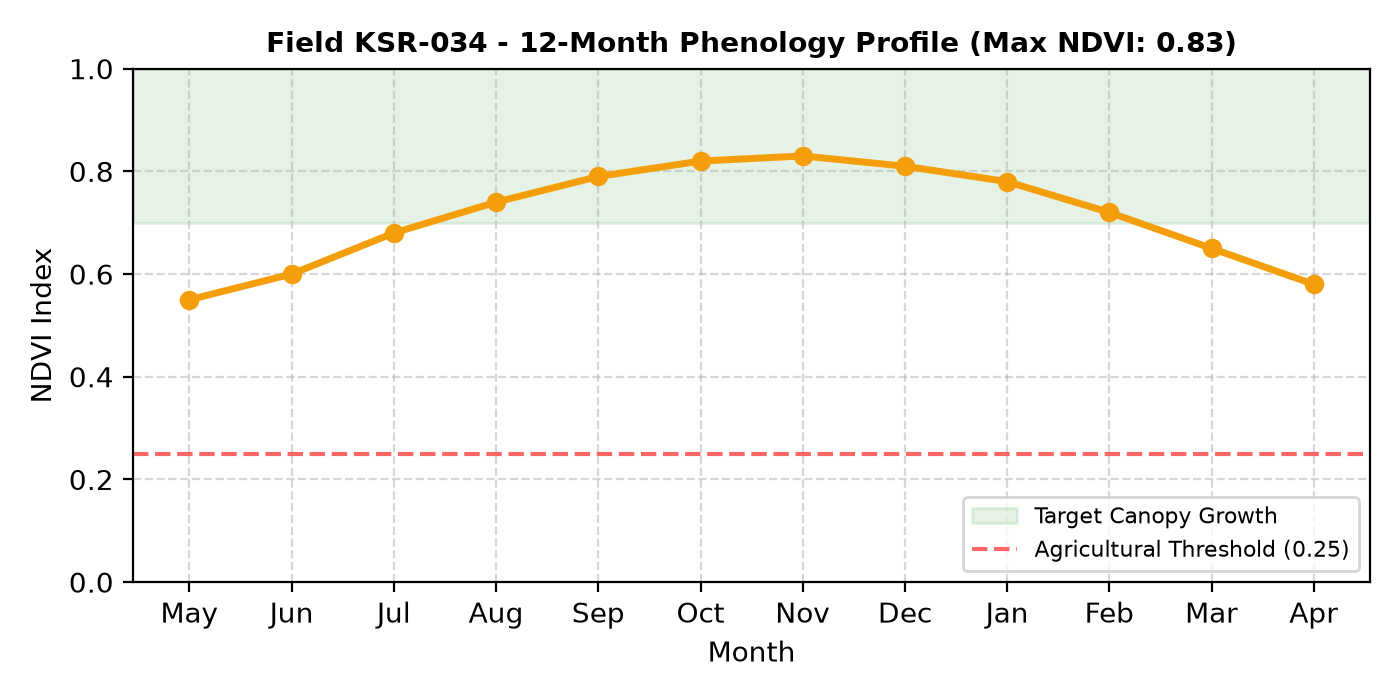 Field KSR-034 - 12-Month Phenology Profile (Max NDVI: 0.83)
NDVI Index
1.0
0.8
0.6
0.4
0.2
0.0
Target Canopy Growth
Agricultural Threshold (0.25)
May Jun Jul Aug Sep Oct Nov Dec Jan Feb Mar Apr
Month